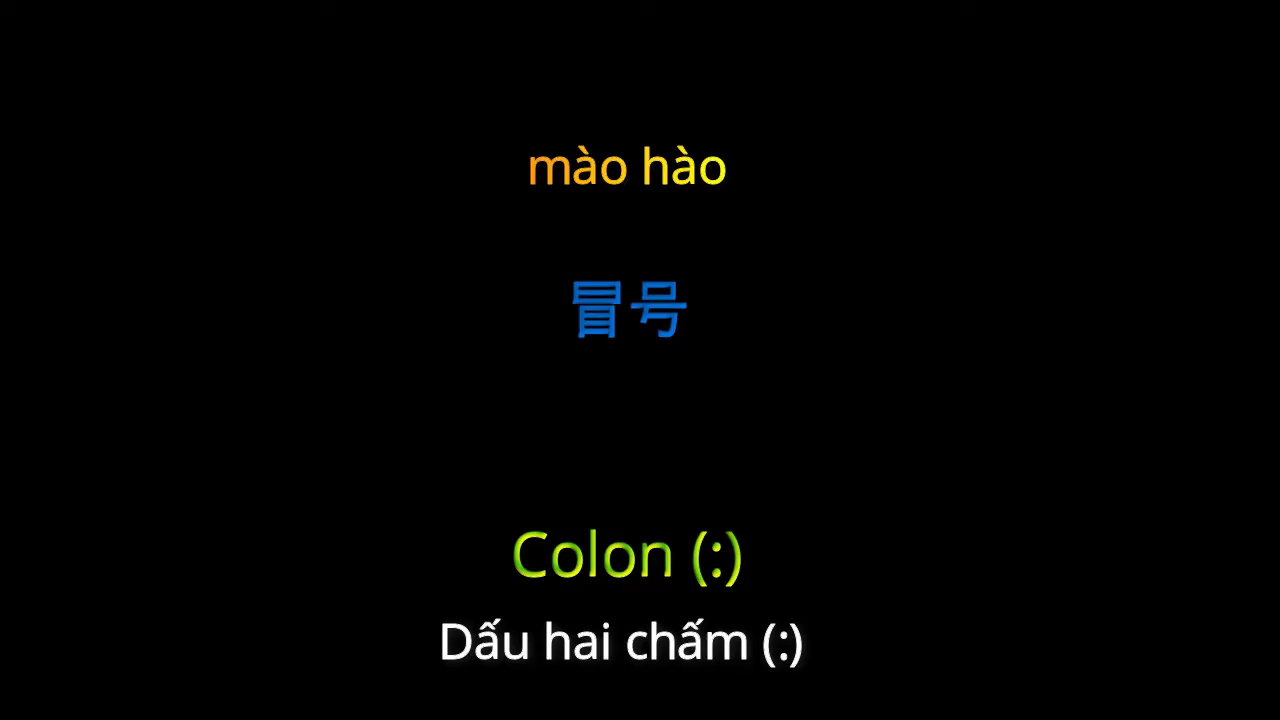 mào hào
冒号
Colon (:)
Dấu hai chấm (:)